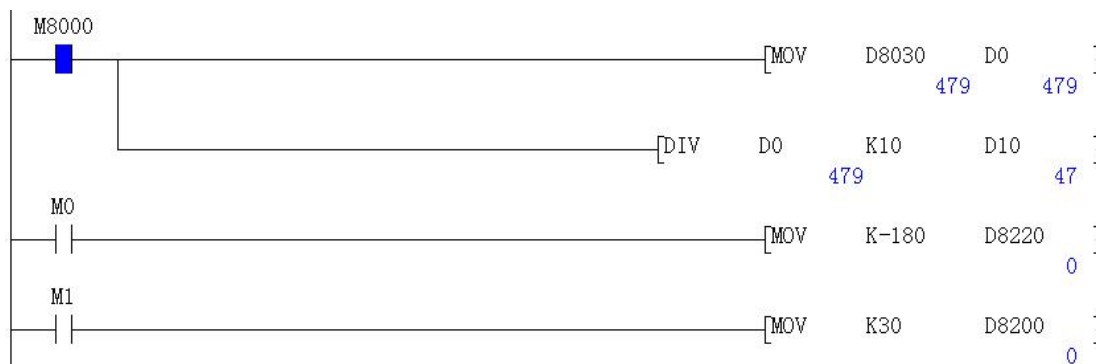 M8000
[MOV D8030 D0 ]
479 479
[DIV D0 K10 D10 ]
479 47
M0
[MOV K-180 D8220 ]
0
M1
[MOV K30 D8200 ]
0